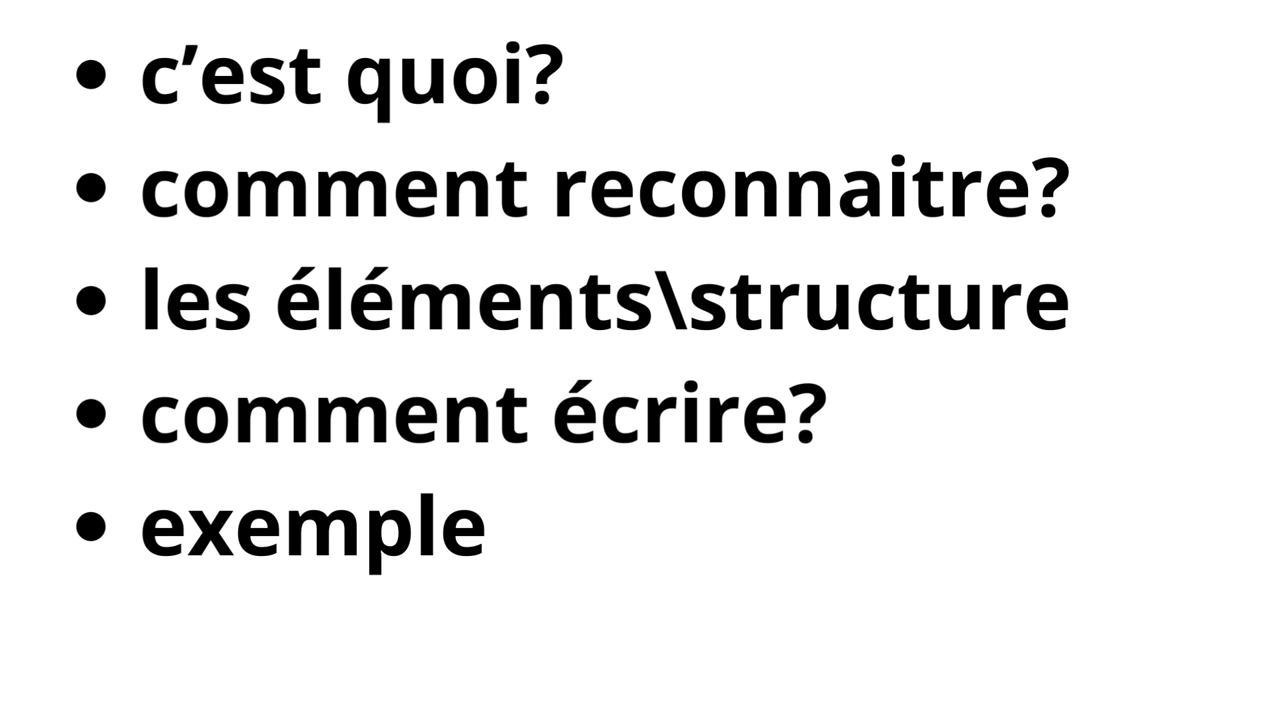 • c’est quoi?
• comment reconnaitre?
• les éléments\structure
• comment écrire?
• exemple